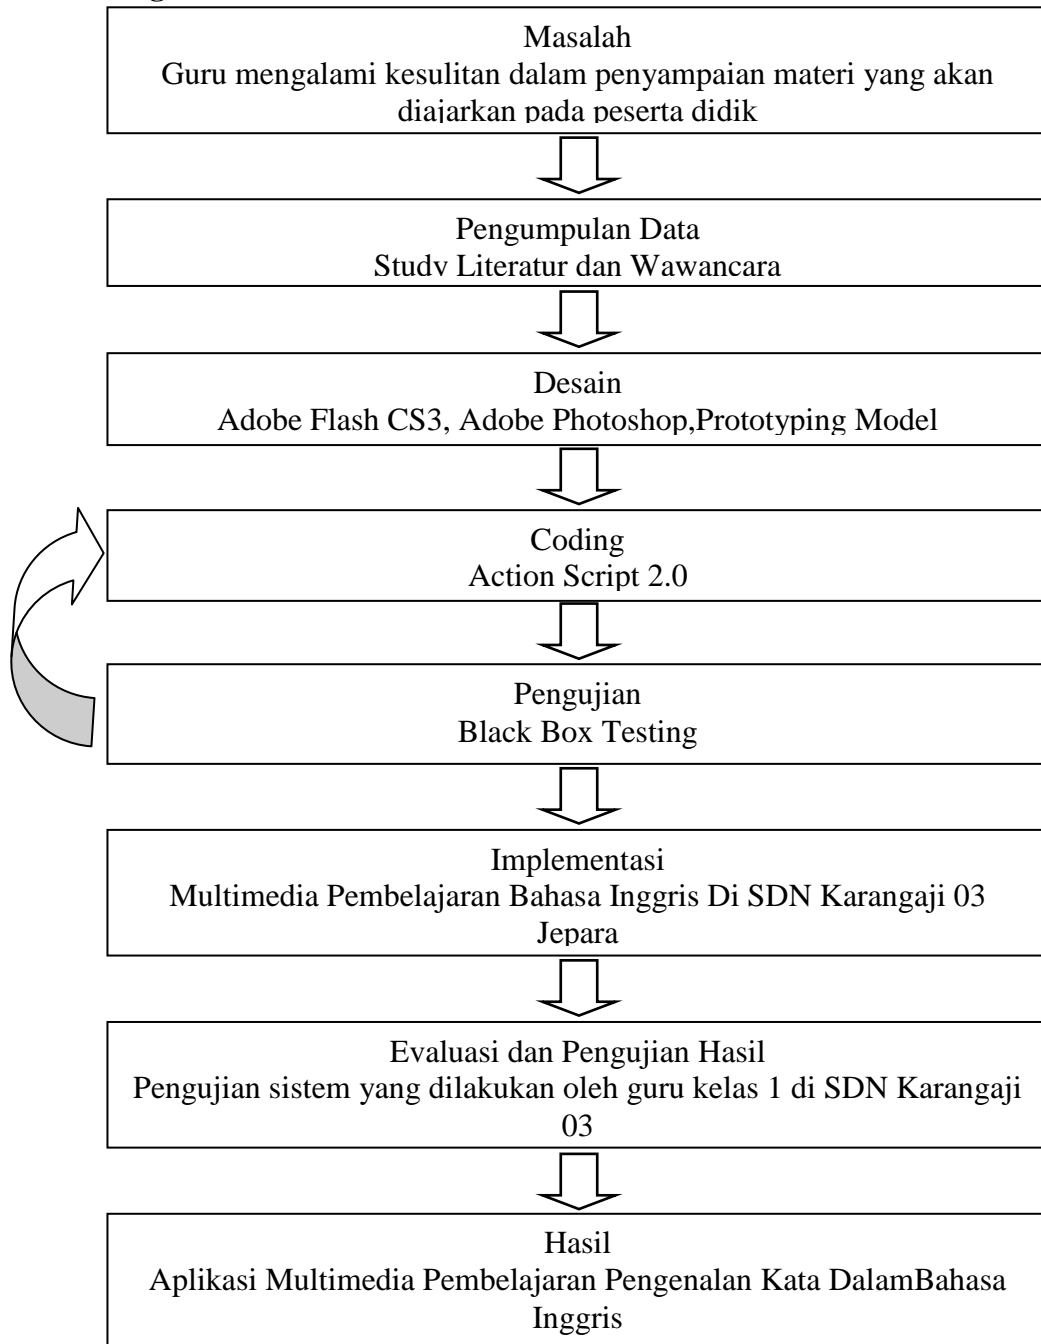 Masalah
Guru mengalami kesulitan dalam penyampaian materi yang akan
diajarkan pada peserta didik
Pengumpulan Data
Study Literatur dan Wawancara
Desain
Adobe Flash CS3, Adobe Photoshop,Prototyping Model
Coding
Action Script 2.0
Pengujian
Black Box Testing
Implementasi
Multimedia Pembelajaran Bahasa Inggris Di SDN Karangaji 03
Jepara
Evaluasi dan Pengujian Hasil
Pengujian sistem yang dilakukan oleh guru kelas 1 di SDN Karangaji
03
Hasil
Aplikasi Multimedia Pembelajaran Pengenalan Kata DalamBahasa
Inggris